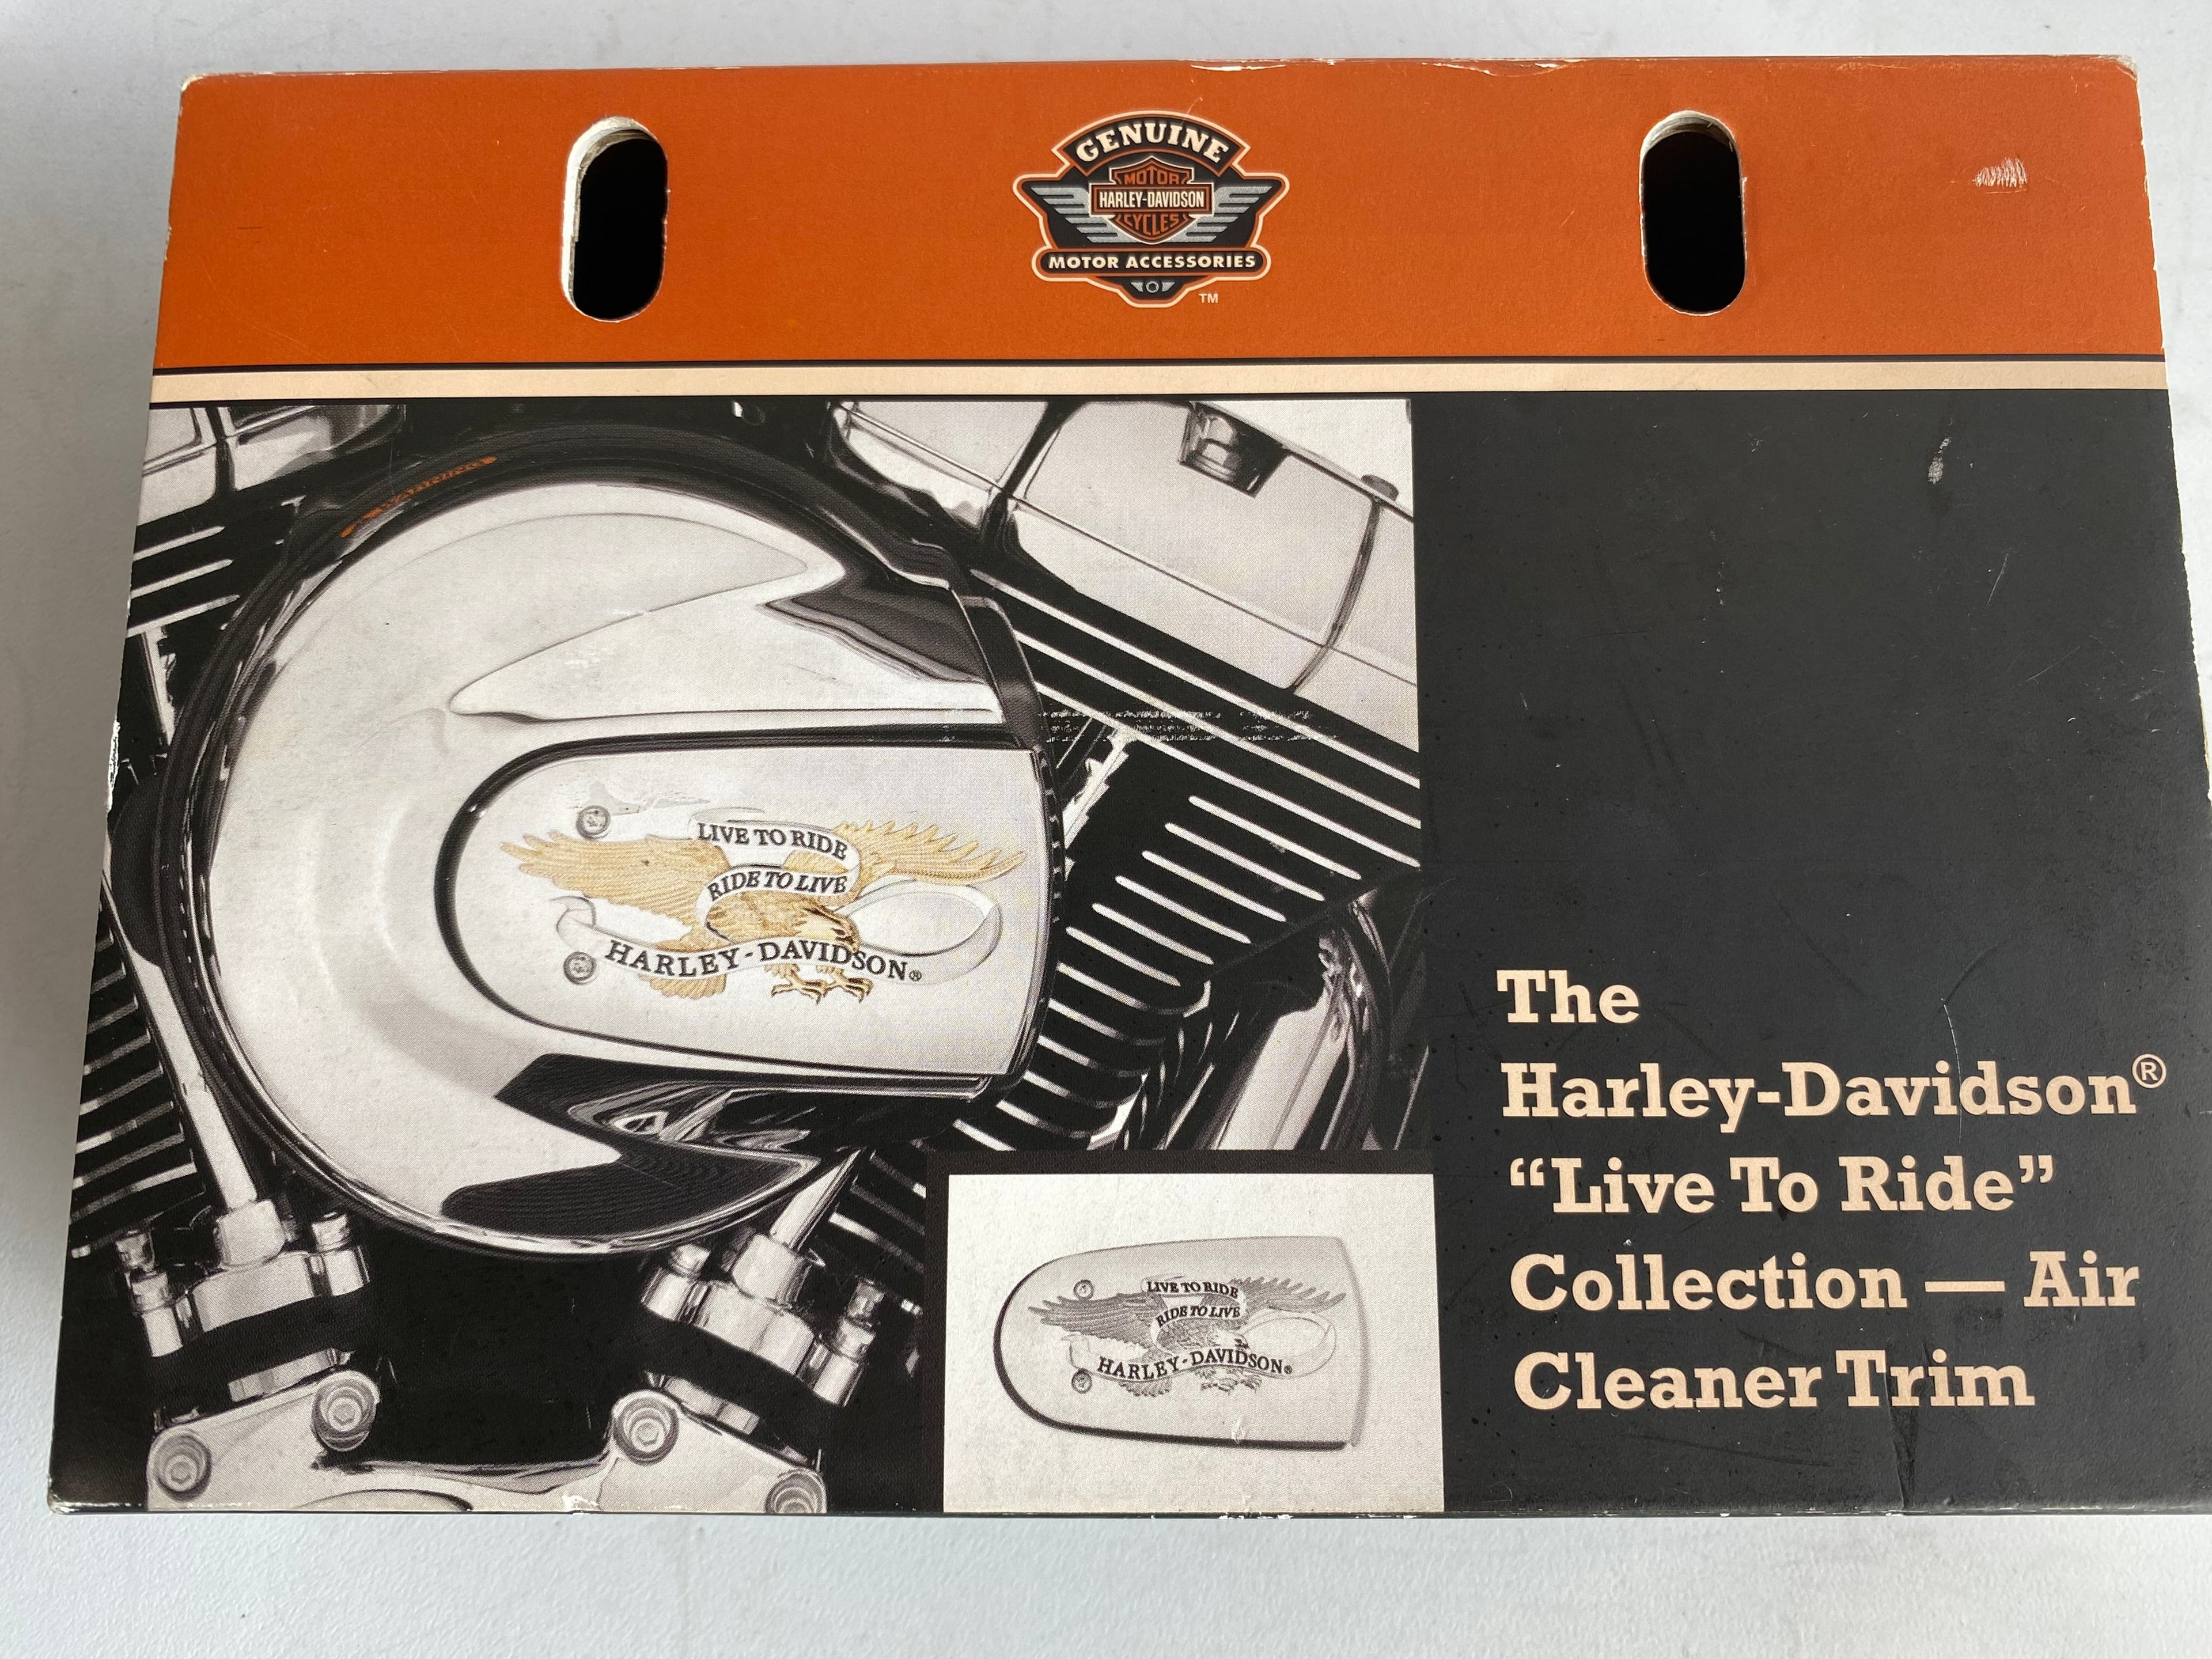 GENUINE
MOTOR
HARLEY-DAVIDSON
CYCLES
MOTOR ACCESSORIES
TM
LIVE TO RIDE
RIDE TO LIVE
HARLEY-DAVIDSON®
The
Harley-Davidson®
“Live To Ride”
Collection — Air
Cleaner Trim
LIVE TO RIDE
RIDE TO LIVE
HARLEY-DAVIDSON®